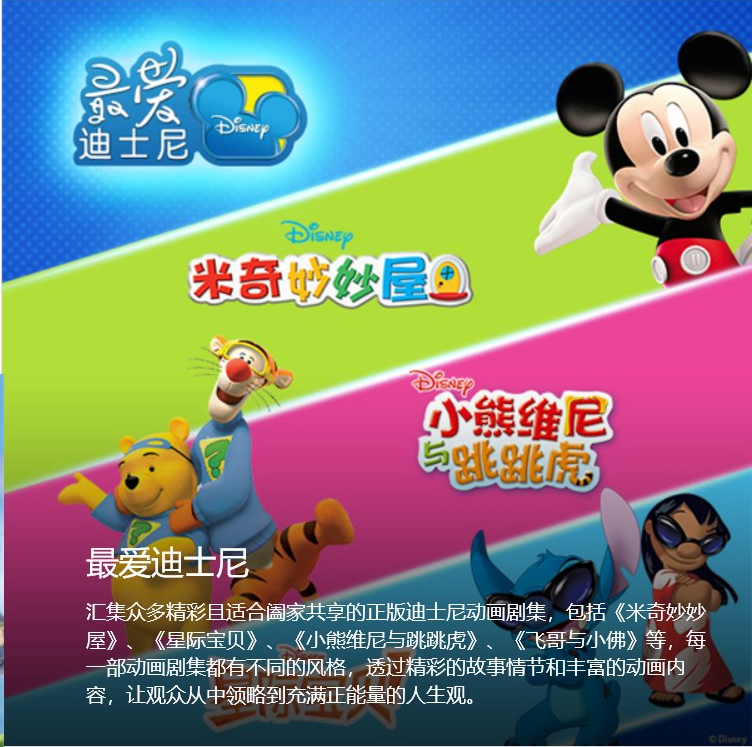 最爱
迪士尼
Disney
Disney
米奇妙妙屋
Disney
小熊维尼
与跳跳虎
最爱迪士尼
汇集众多精彩且适合阖家共享的正版迪士尼动画剧集，包括《米奇妙妙
屋》、《星际宝贝》、《小熊维尼与跳跳虎》、《飞哥与小佛》等，每
一部动画剧集都有不同的风格，透过精彩的故事情节和丰富的动画内
容，让观众从中领略到充满正能量的人生观。
星际宝贝
©Disney